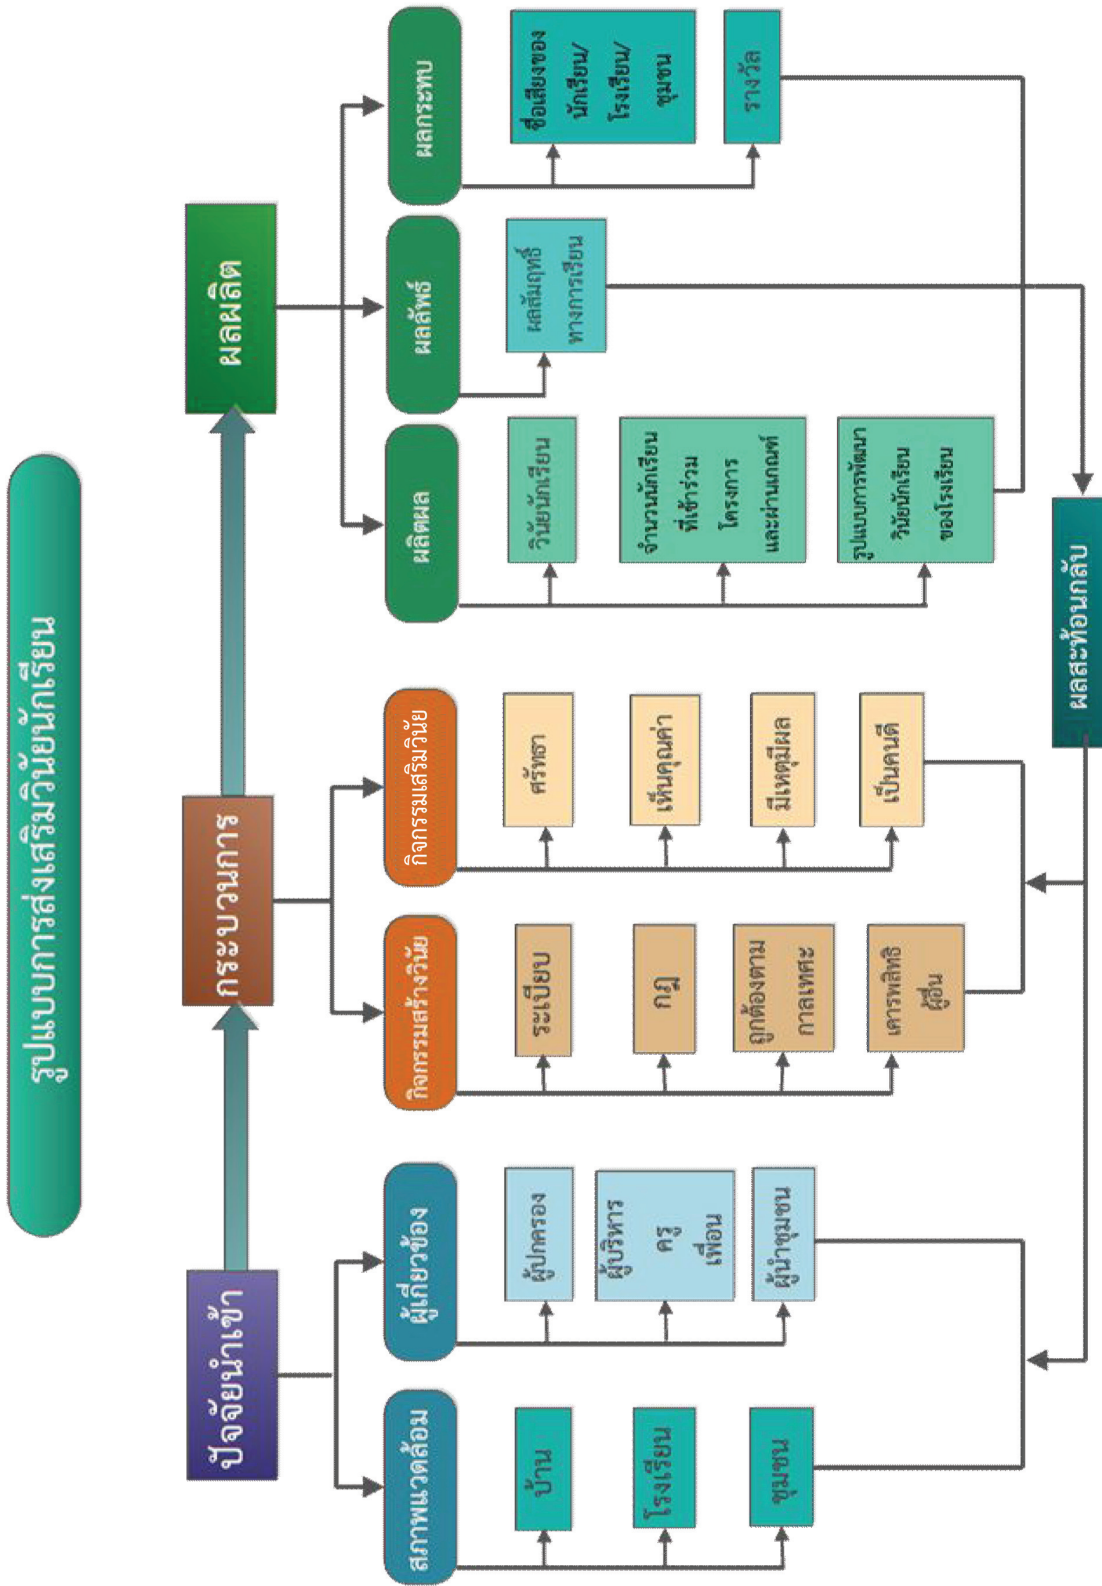 รูปแบบการส่งเสริมวินัยนักเรียน
ปัจจัยนำเข้า
กระบวนการ
ผลผลิต
สภาพแวดล้อม
ผู้เกี่ยวข้อง
กิจกรรมสร้างวินัย
กิจกรรมเสริมวินัย
ผลิตผล
ผลลัพธ์
ผลกระทบ
บ้าน
โรงเรียน
ชุมชน
ผู้ปกครอง
ผู้บริหาร
ครู
เพื่อน
ผู้นำชุมชน
ระเบียบ
กฎ
ถูกต้องตาม
กาลเทศะ
เคารพสิทธิ
ผู้อื่น
ศรัทธา
เห็นคุณค่า
มีเหตุมีผล
เป็นคนดี
วินัยนักเรียน
จำนวนนักเรียน
ที่เข้าร่วม
โครงการ
และผ่านเกณฑ์
รูปแบบการพัฒนา
วินัยนักเรียน
ของโรงเรียน
ผลสัมฤทธิ์
ทางการเรียน
ชื่อเสียงของ
นักเรียน/
โรงเรียน/
ชุมชน
รางวัล
ผลสะท้อนกลับ